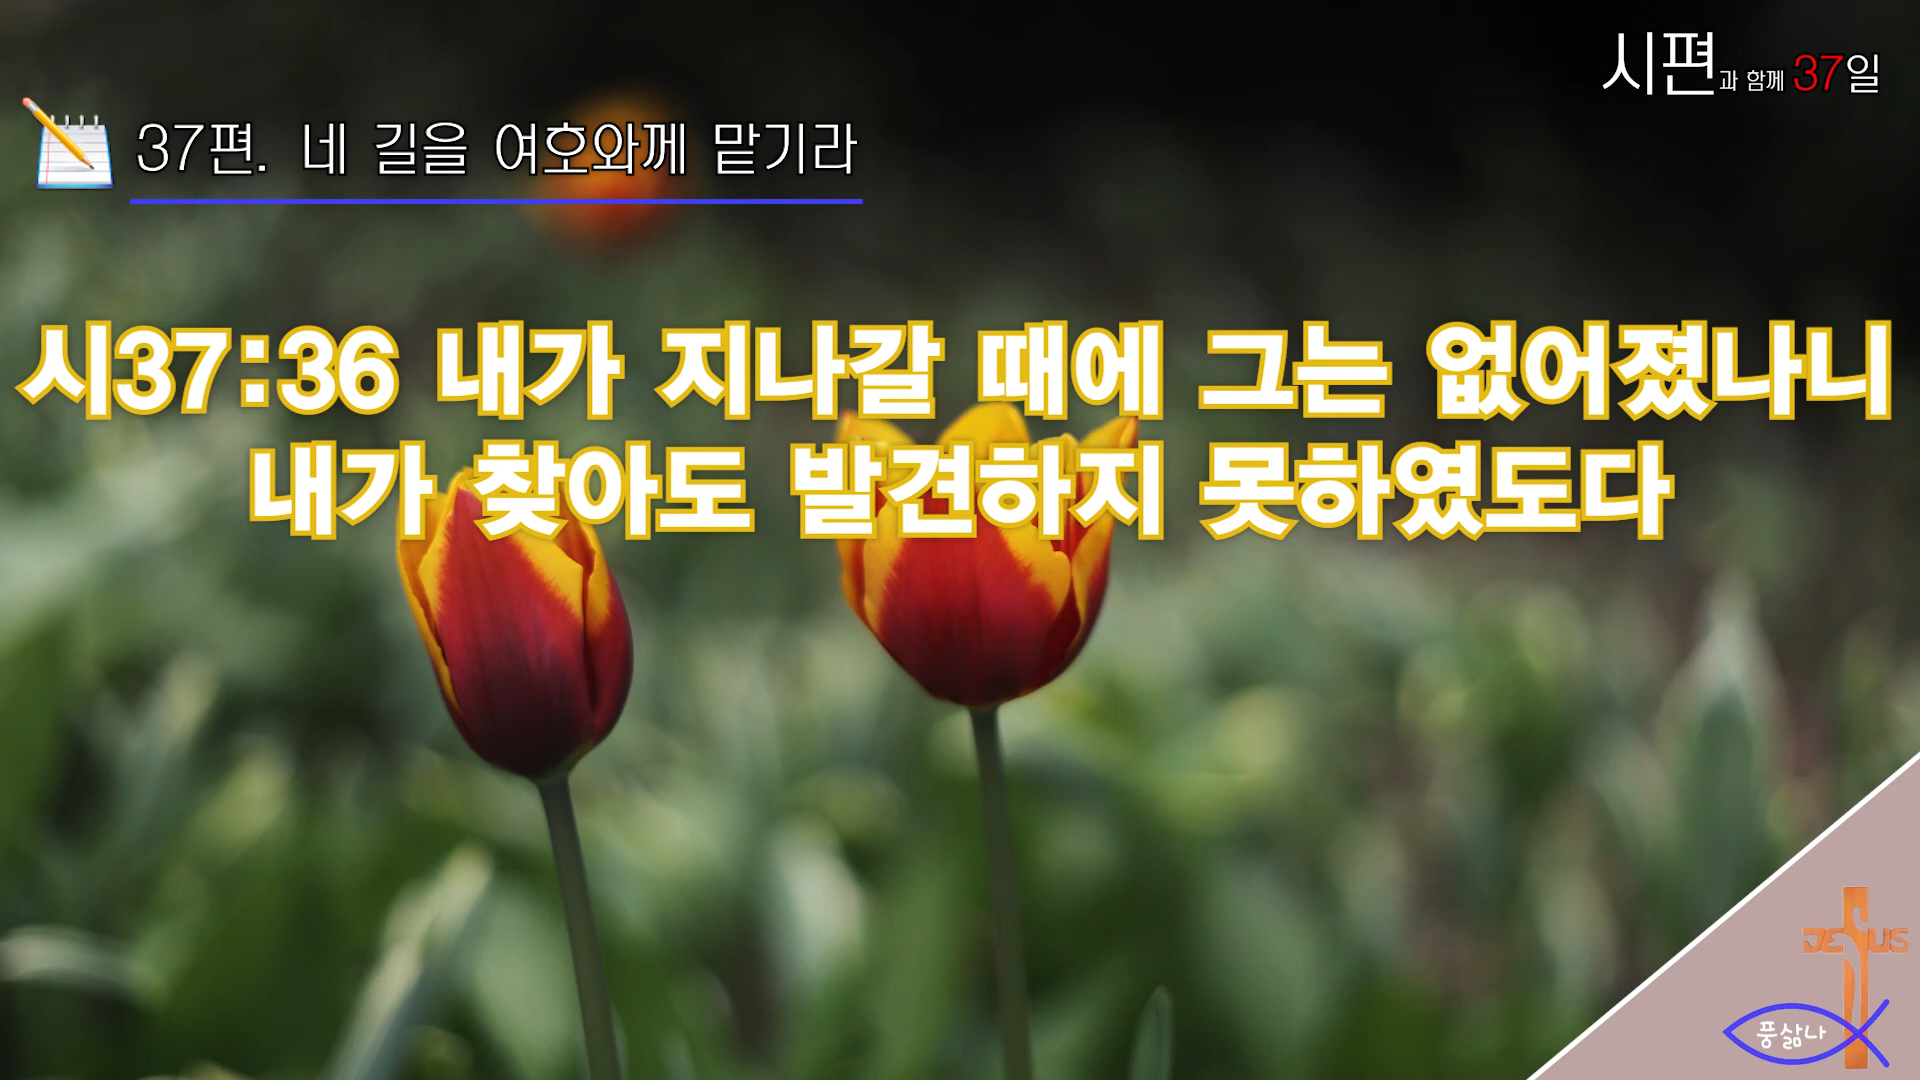 시편과 함께 37일
37편. 네 길을 여호와께 맡기라
시37:36 내가 지나갈 때에 그는 없어졌나니
내가 찾아도 발견하지 못하였도다
JESUS
풍삶나